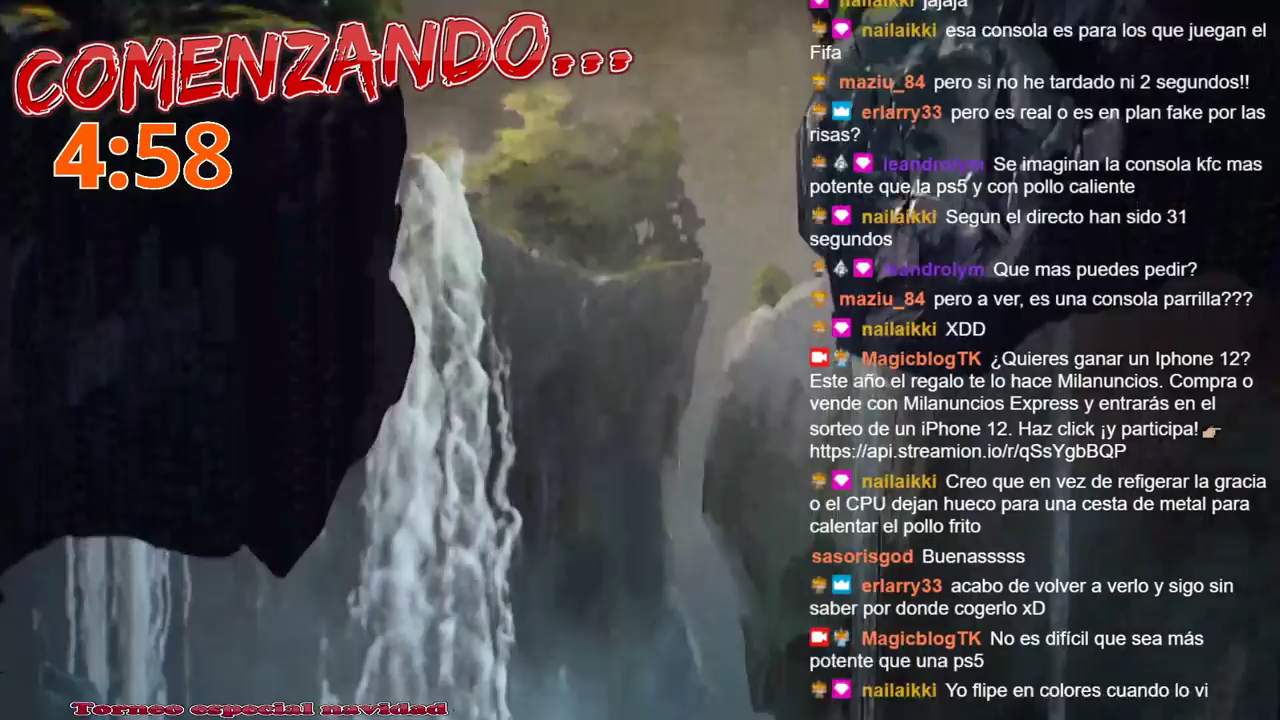 COMENZANDO...
4:58
Torneo especial navidad
nailaikki jajaja
nailaikki esa consola es para los que juegan el
Fifa
maziu_84 pero si no he tardado ni 2 segundos!!
erlarry33 pero es real o es en plan fake por las
risas?
leandrolym Se imaginan la consola kfc mas
potente que la ps5 y con pollo caliente
nailaikki Segun el directo han sido 31
segundos
leandrolym Que mas puedes pedir?
maziu_84 pero a ver, es una consola parrilla???
nailaikki XDD
MagicblogTK ¿Quieres ganar un Iphone 12?
Este año el regalo te lo hace Milanuncios. Compra o
vende con Milanuncios Express y entrarás en el
sorteo de un iPhone 12. Haz click ¡y participa! 👉🏼
https://api.streamion.io/r/qSsYgbBQP
nailaikki Creo que en vez de refigerar la gracia
o el CPU dejan hueco para una cesta de metal para
calentar el pollo frito
sasorisgod Buenasssss
erlarry33 acabo de volver a verlo y sigo sin
saber por donde cogerlo xD
MagicblogTK No es difícil que sea más
potente que una ps5
nailaikki Yo flipe en colores cuando lo vi